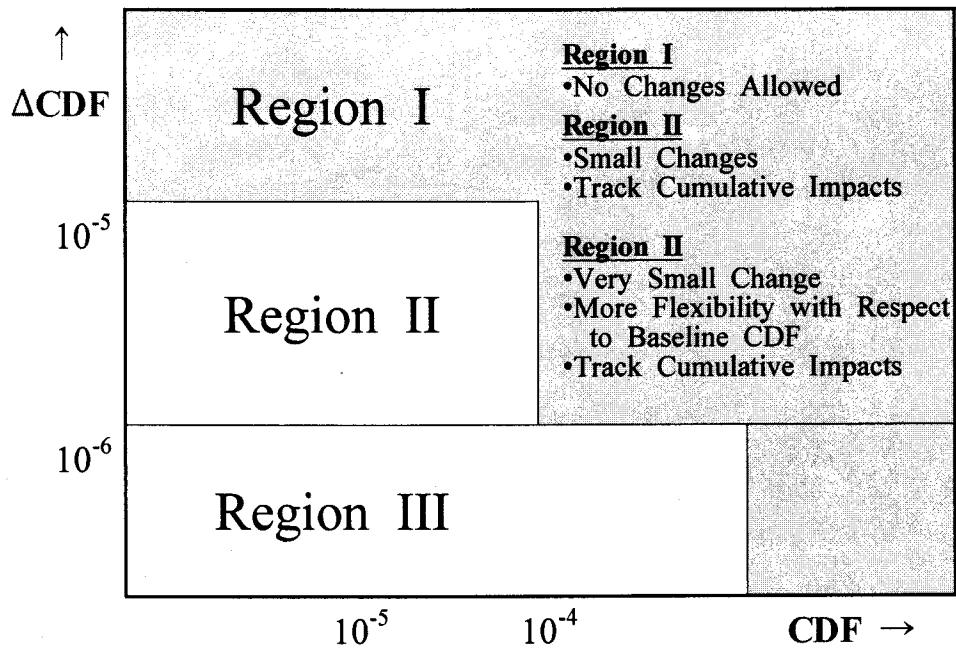 ↑
ΔCDF
Region I
Region I
•No Changes Allowed
Region II
•Small Changes
•Track Cumulative Impacts
Region II
•Very Small Change
•More Flexibility with Respect
to Baseline CDF
•Track Cumulative Impacts
10⁻⁵
Region II
10⁻⁶
Region III
10⁻⁵
10⁻⁴
CDF →